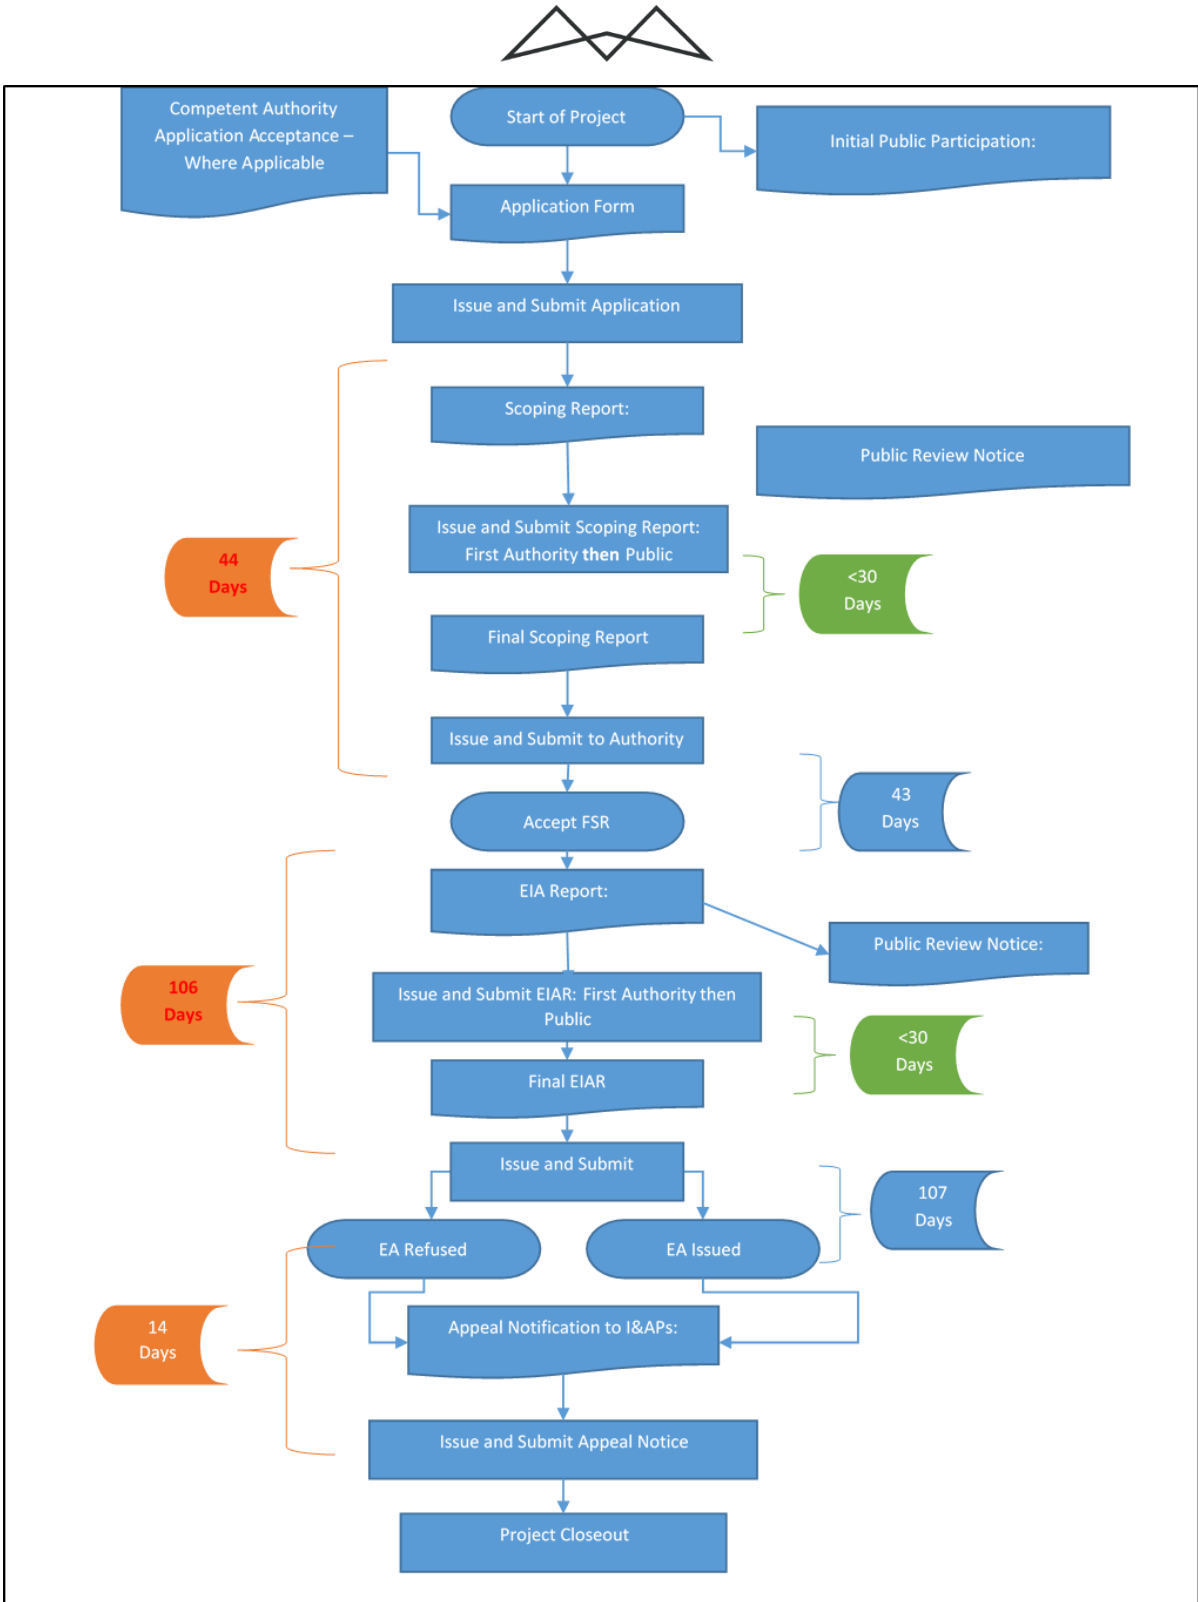 Competent Authority
Application Acceptance –
Where Applicable
Start of Project
Initial Public Participation:
Application Form
Issue and Submit Application
Scoping Report:
Public Review Notice
Issue and Submit Scoping Report:
First Authority then Public
44
Days
<30
Days
Final Scoping Report
Issue and Submit to Authority
43
Days
Accept FSR
EIA Report:
Public Review Notice:
106
Days
Issue and Submit EIAR: First Authority then
Public
<30
Days
Final EIAR
Issue and Submit
107
Days
EA Refused
EA Issued
14
Days
Appeal Notification to I&APs:
Issue and Submit Appeal Notice
Project Closeout